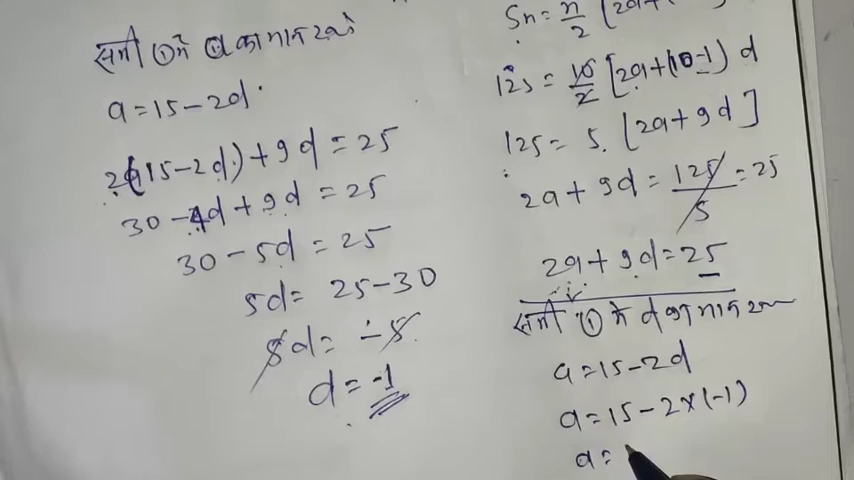 समी ① में a का मान रखने
a = 15 - 2d
2(15 - 2d) + 9d = 25
30 - 4d + 9d = 25
30 - 5d = 25
5d = 25 - 30
5d = -5
d = -1
Sn = n/2 [2a +
125 = 10/2 [2a + (10 - 1) d
125 = 5 [2a + 9d]
2a + 9d = 125/5 = 25
2a + 9d = 25
समी ① में d का मान
a = 15 - 2d
a = 15 - 2 × (-1)
a =